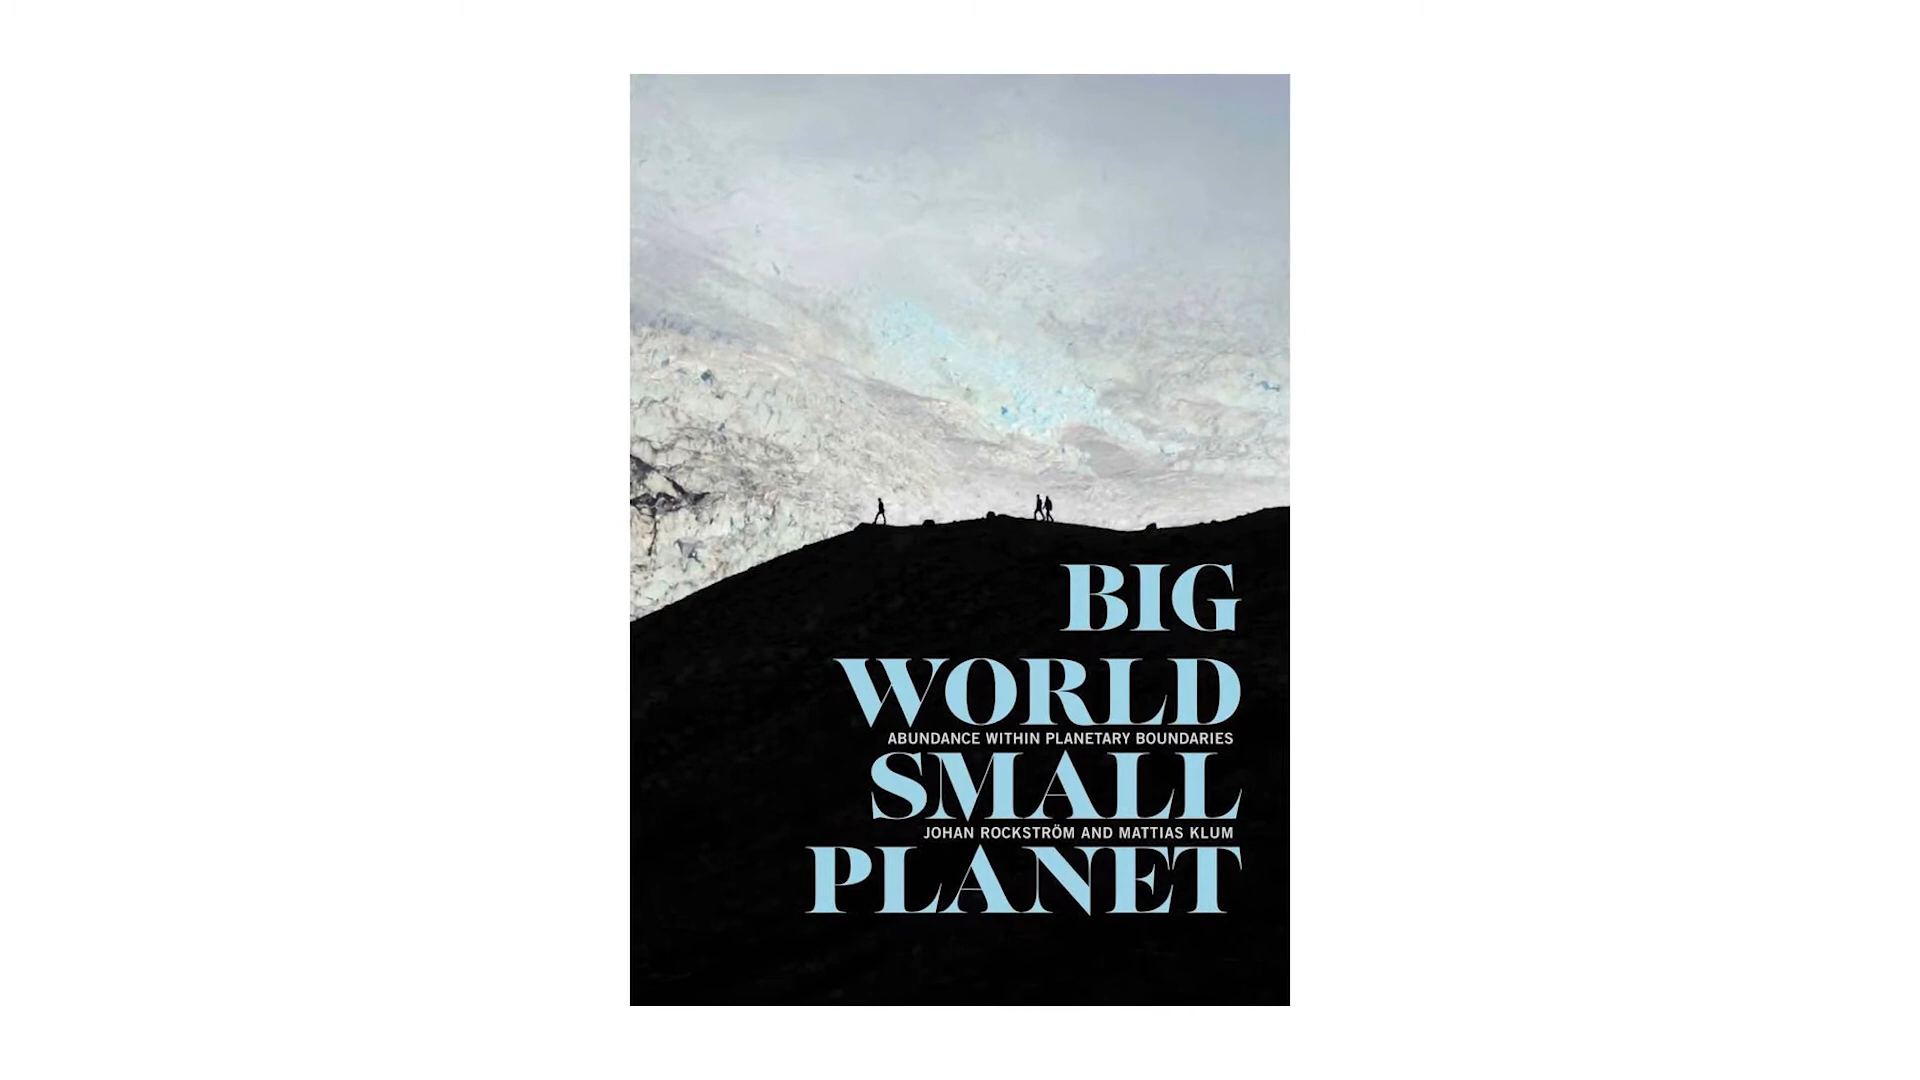 BIG
WORLD
ABUNDANCE WITHIN PLANETARY BOUNDARIES
SMALL
JOHAN ROCKSTRÖM AND MATTIAS KLUM
PLANET